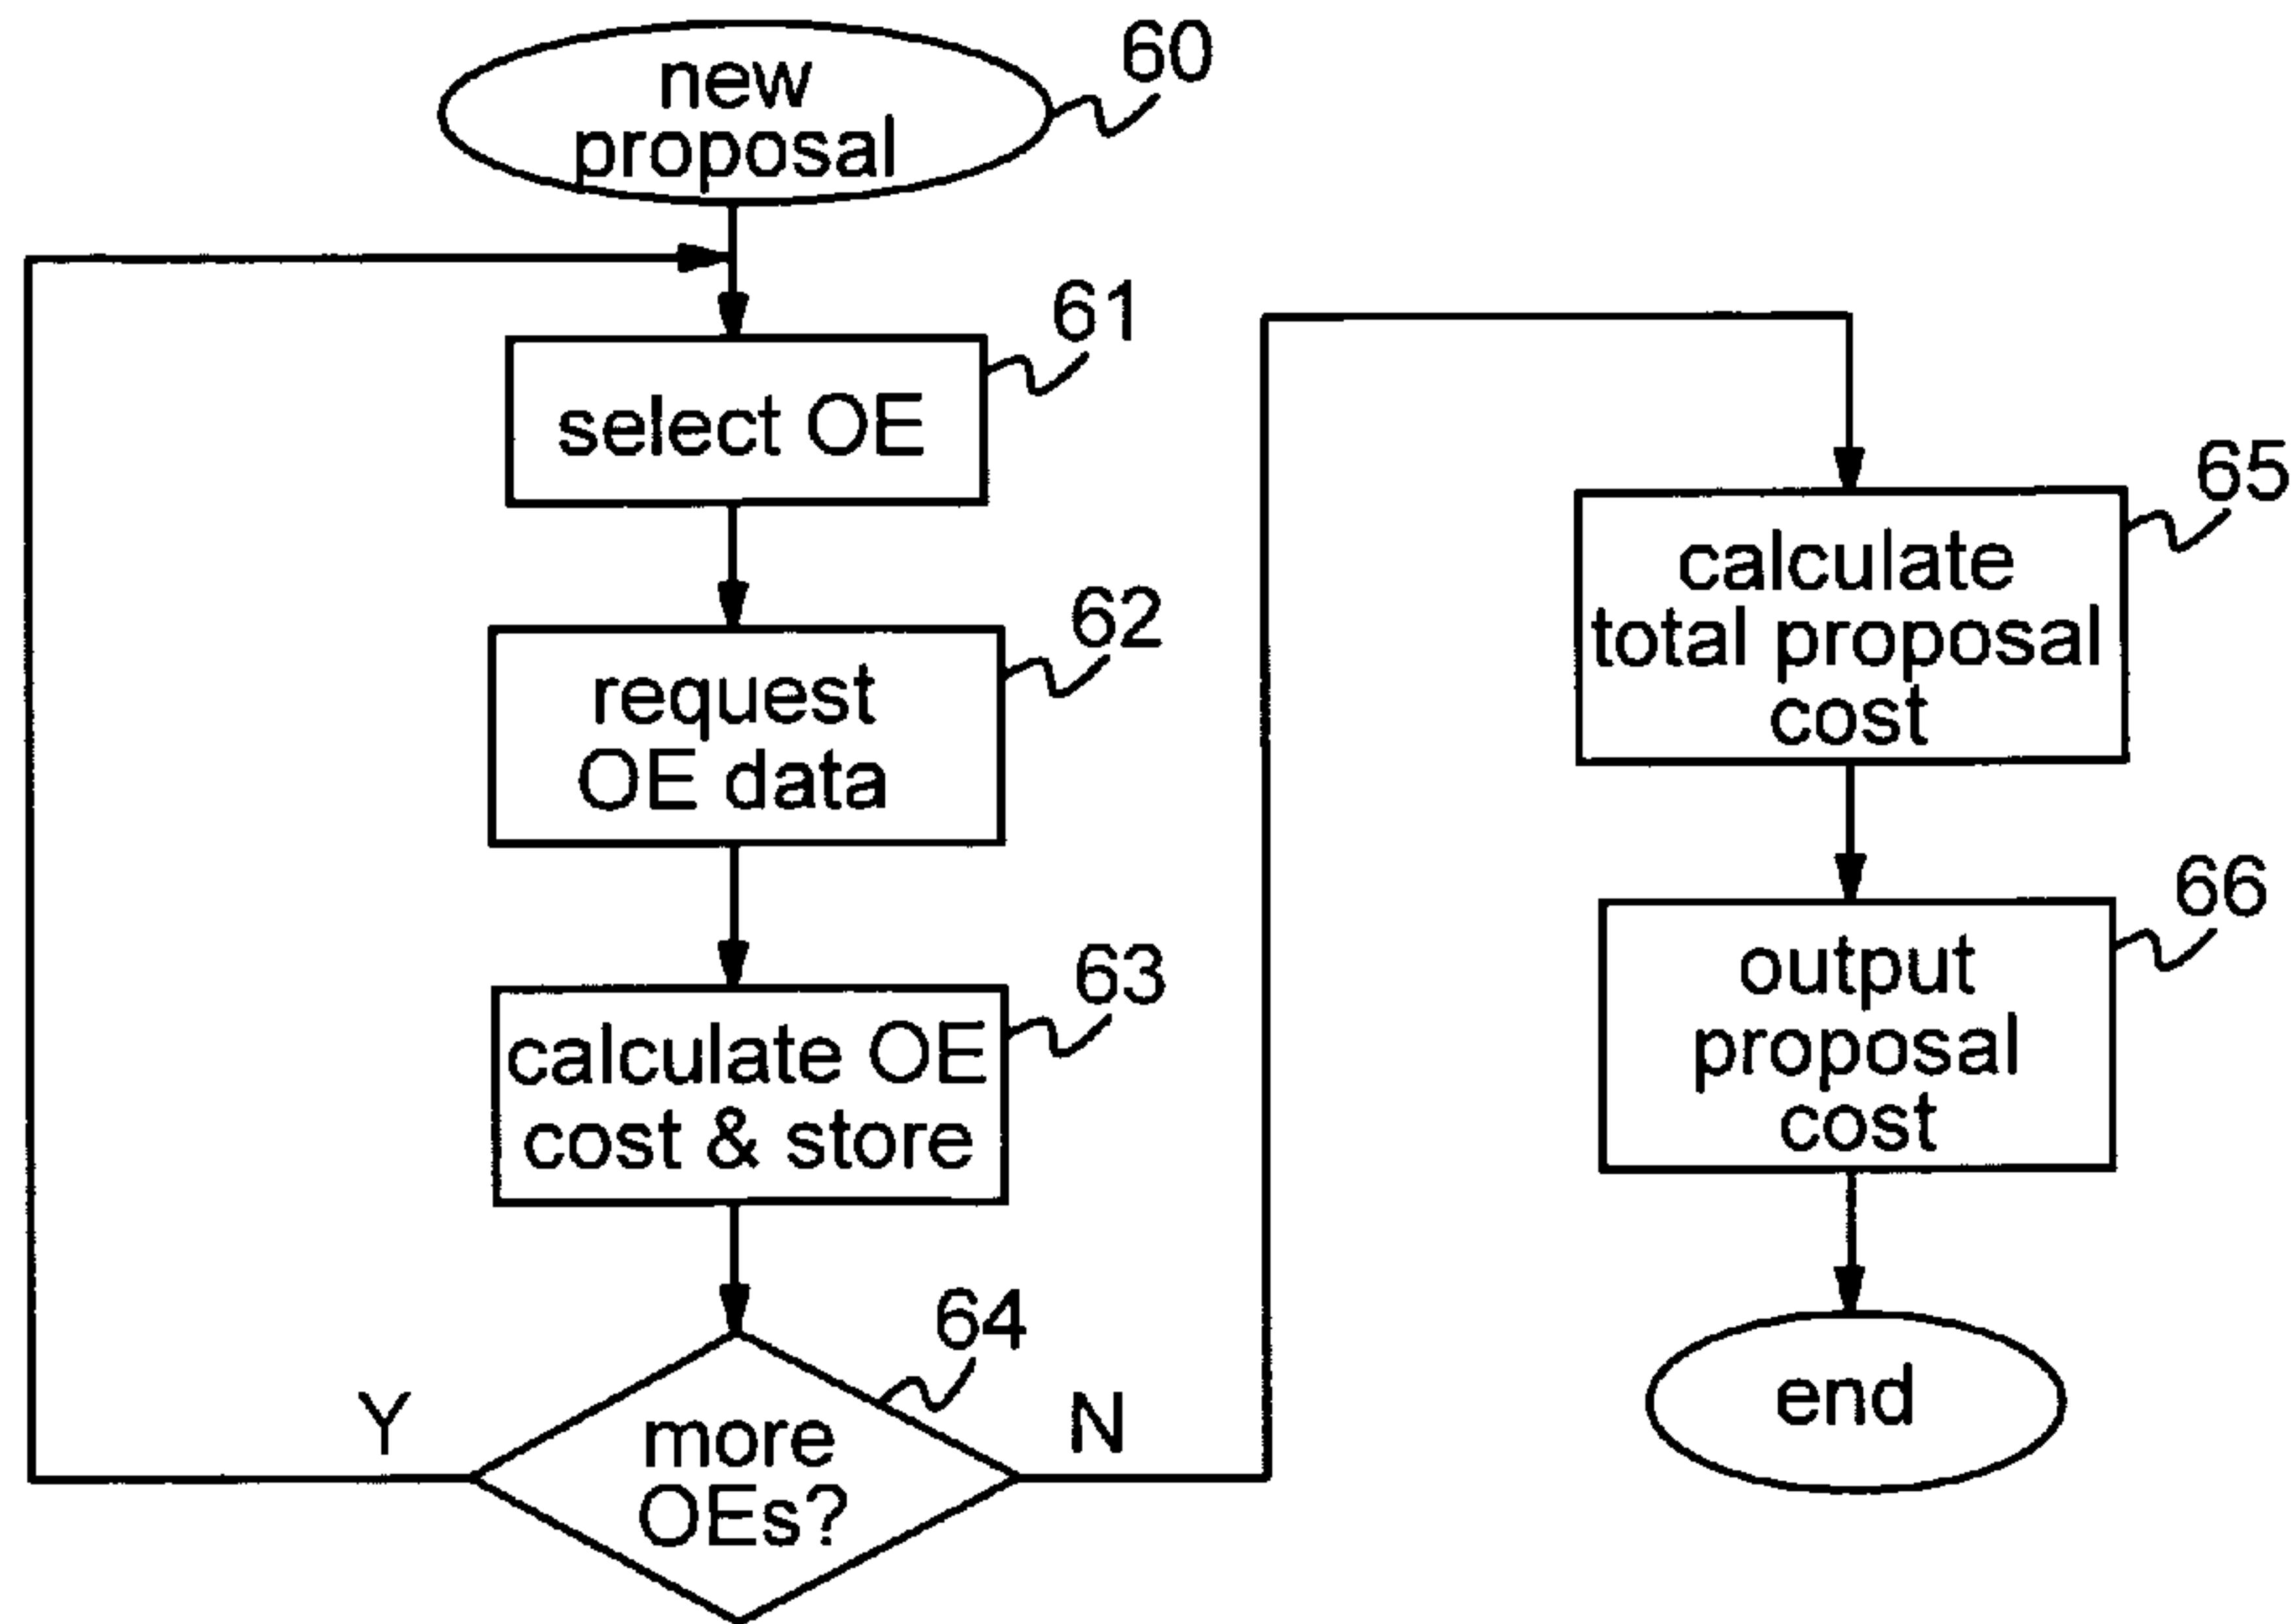 new
proposal
60
select OE
61
request
OE data
62
calculate OE
cost & store
63
more
OEs?
64
Y
N
calculate
total proposal
cost
65
output
proposal
cost
66
end